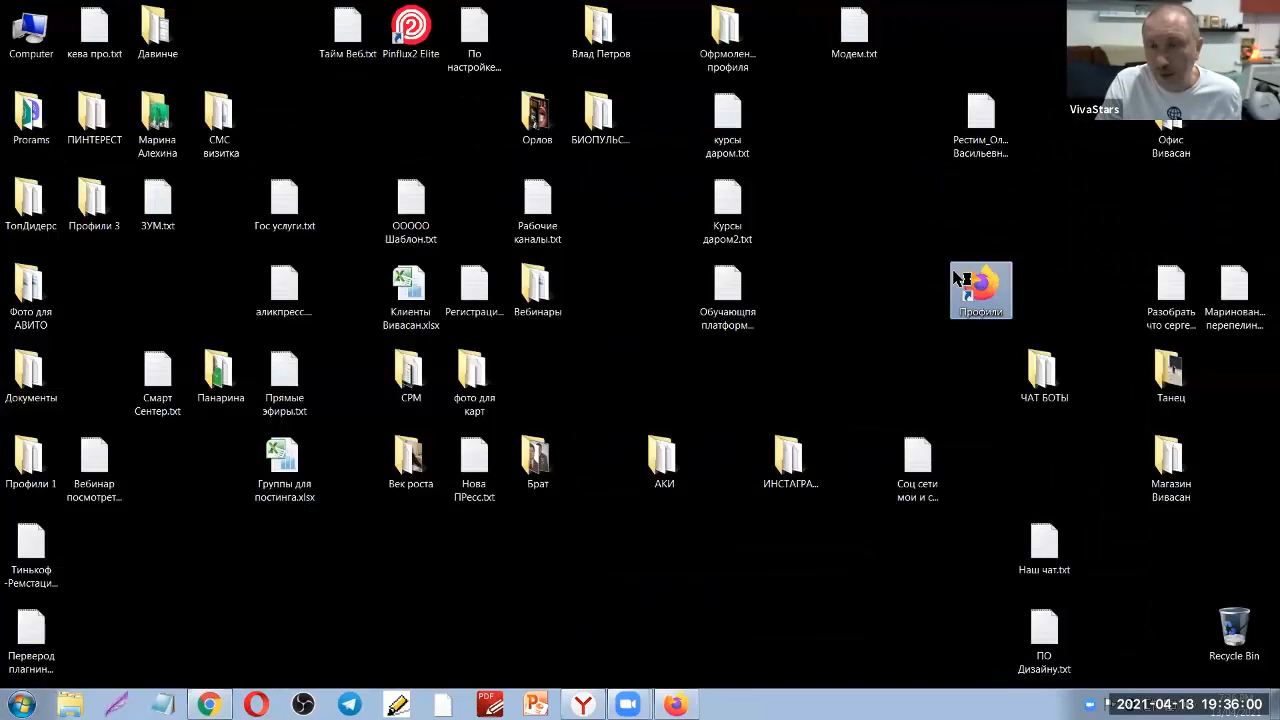 Computer
кева про.txt
Давинче
Тайм Веб.txt
Pinflux2 Elite
По
настройке...
Влад Петров
Офрмолен...
профиля
Модем.txt
VivaStars
Prorams
ПИНТЕРЕСТ
Марина
Алехина
СМС
визитка
Орлов
БИОПУЛЬС...
курсы
даром.txt
Рестим_Ол...
Васильевн...
Офис
Вивасан
ТопДидерс
Профили 3
ЗУМ.txt
Гос услуги.txt
ООООО
Шаблон.txt
Рабочие
каналы.txt
Курсы
даром2.txt
Фото для
АВИТО
аликпресс....
Клиенты
Вивасан.xlsx
Регистраци...
Вебинары
Обучающпя
платформ...
Профили
Разобрать
что серге...
Маринован...
перепелин...
Документы
Смарт
Сентер.txt
Панарина
Прямые
эфиры.txt
СРМ
фото для
карт
ЧАТ БОТЫ
Танец
Профили 1
Вебинар
посмотрет...
Группы для
постинга.xlsx
Век роста
Нова
ПРесс.txt
Брат
АКИ
ИНСТАГРА...
Соц сети
мои и с...
Магазин
Вивасан
Тинькоф
-Ремстаци...
Наш чат.txt
Перверод
плагнин...
ПО
Дизайну.txt
Recycle Bin
PDF
2021-04-13 19:36:00